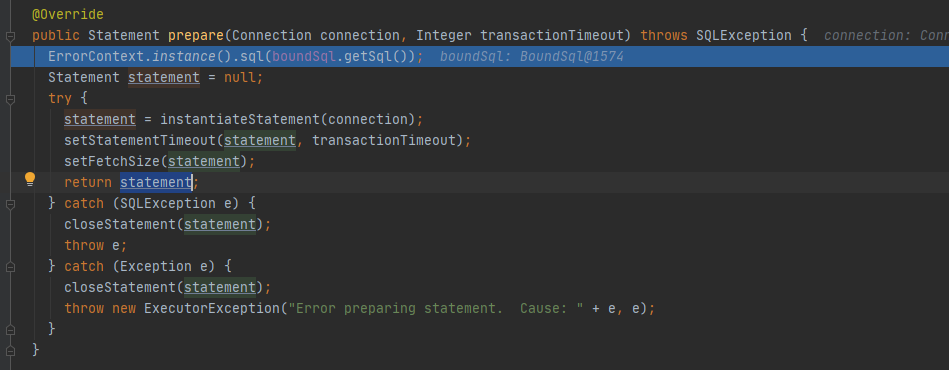 @Override
public Statement prepare(Connection connection, Integer transactionTimeout) throws SQLException {  connection: Conn
ErrorContext.instance().sql(boundSql.getSql());  boundSql: BoundSql@1574
Statement statement = null;
try {
statement = instantiateStatement(connection);
setStatementTimeout(statement, transactionTimeout);
setFetchSize(statement);
return statement;
} catch (SQLException e) {
closeStatement(statement);
throw e;
} catch (Exception e) {
closeStatement(statement);
throw new ExecutorException("Error preparing statement.  Cause: " + e, e);
}
}